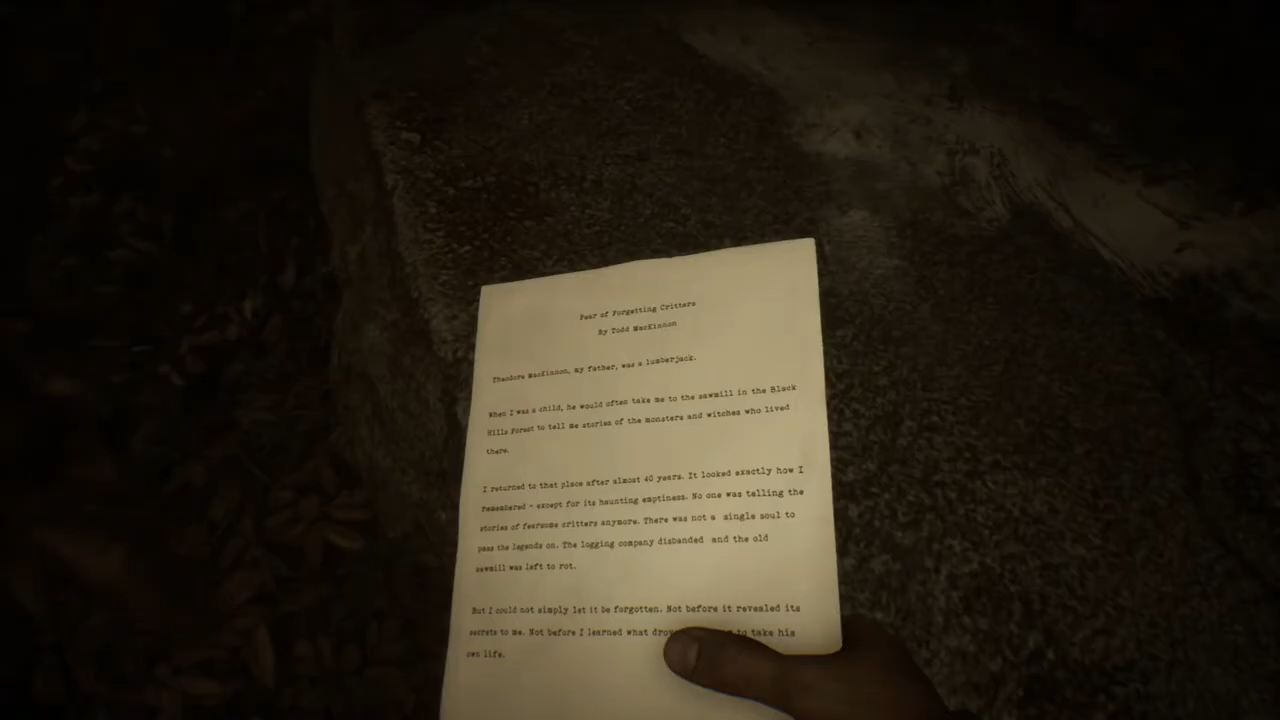 Fear of Forgetting Critters
By Todd MacKinnon
Theodore MacKinnon, my father, was a lumberjack.
When I was a child, he would often take me to the sawmill in the Black
Hills Forest to tell me stories of the monsters and witches who lived
there.
I returned to that place after almost 40 years. It looked exactly how I
remembered - except for its haunting emptiness. No one was telling the
stories of fearsome critters anymore. There was not a single soul to
pass the legends on. The logging company disbanded and the old
sawmill was left to rot.
But I could not simply let it be forgotten. Not before it revealed its
secrets to me. Not before I learned what to take his
own life.